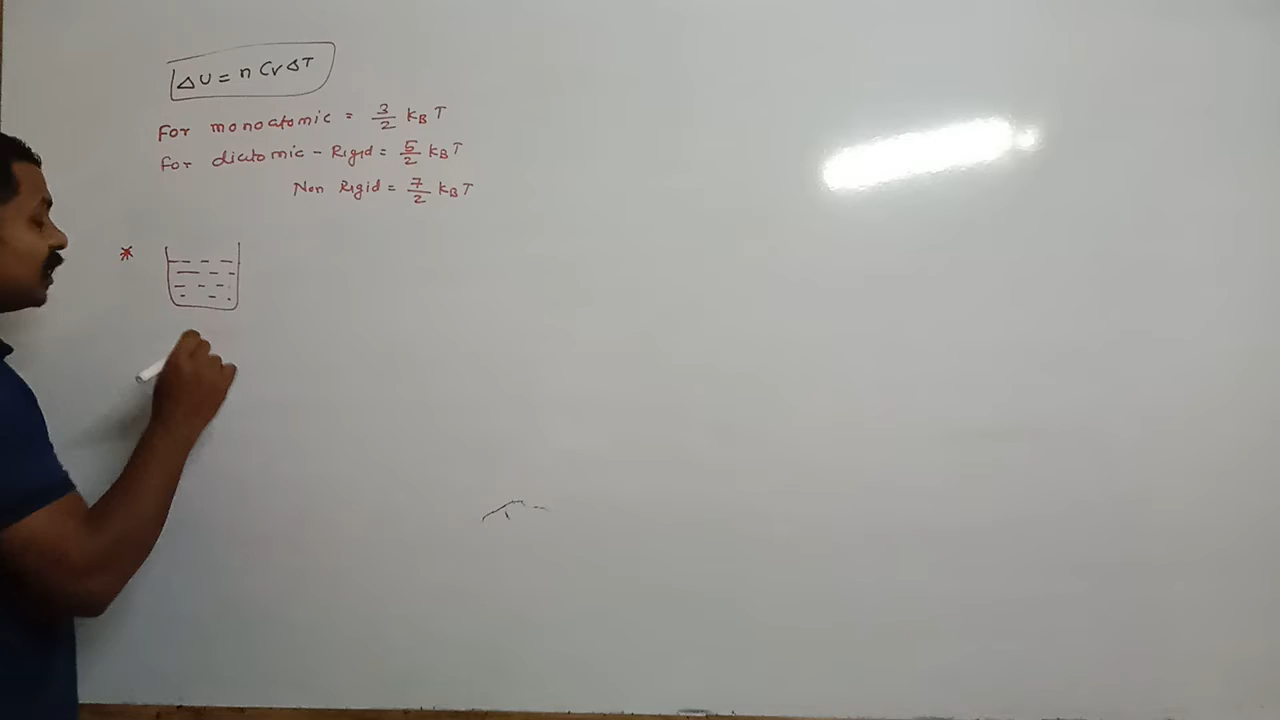 ΔU = n Cv ΔT
For monoatomic = 3/2 KB T
For diatomic - Rigid = 5/2 KB T
Non Rigid = 7/2 KB T
*